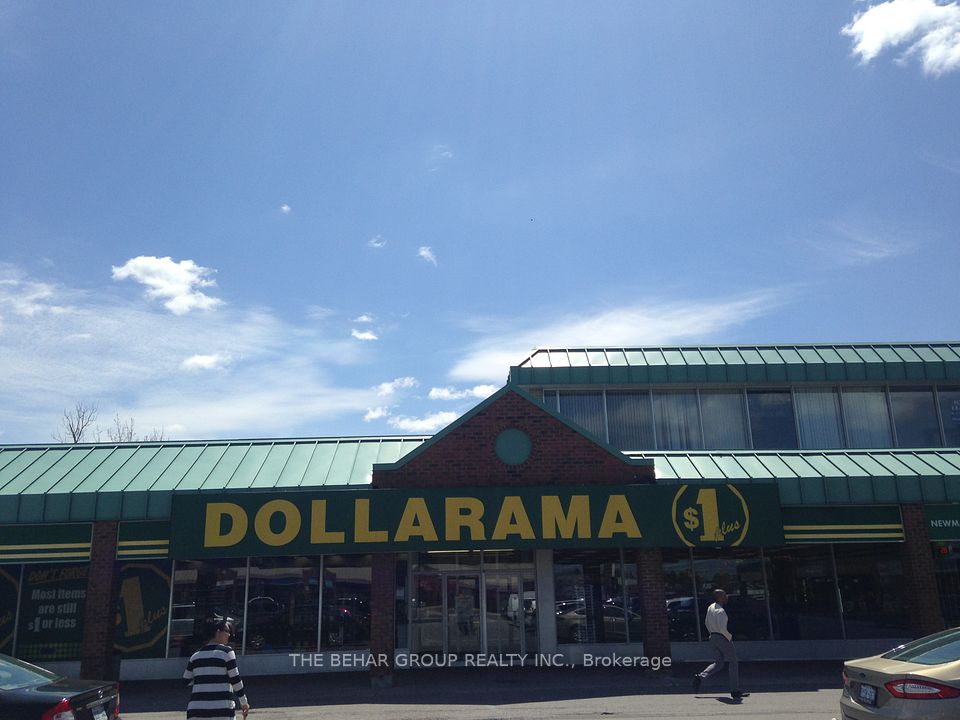 DOLLARAMA
$1 plus
NEWM
DON'T FORGET
Most items
are still
$1 or less
1 plus
THE BEHAR GROUP REALTY INC., Brokerage